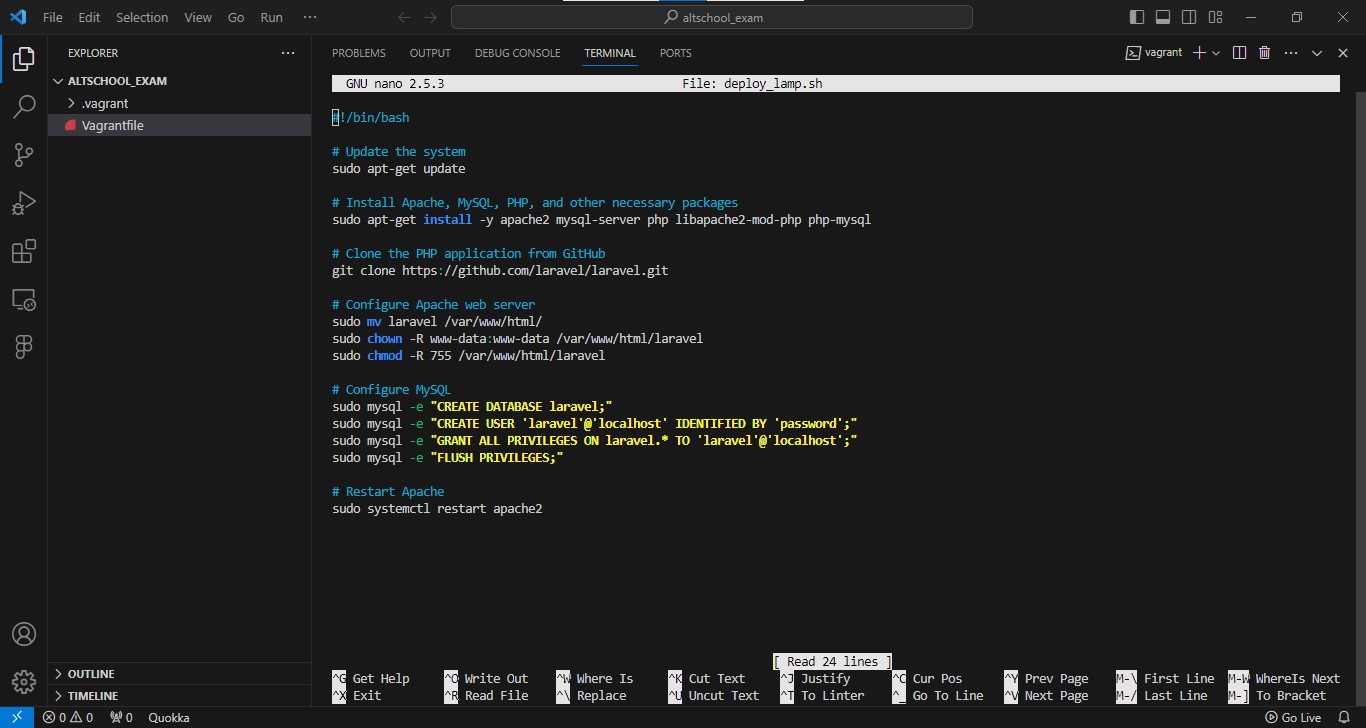 File Edit Selection View Go Run ···
altschool_exam
EXPLORER ···
ALTSCHOOL_EXAM
.vagrant
Vagrantfile
OUTLINE
TIMELINE
PROBLEMS OUTPUT DEBUG CONSOLE TERMINAL PORTS
vagrant
GNU nano 2.5.3 File: deploy_lamp.sh
#!/bin/bash
# Update the system
sudo apt-get update
# Install Apache, MySQL, PHP, and other necessary packages
sudo apt-get install -y apache2 mysql-server php libapache2-mod-php php-mysql
# Clone the PHP application from GitHub
git clone https://github.com/laravel/laravel.git
# Configure Apache web server
sudo mv laravel /var/www/html/
sudo chown -R www-data:www-data /var/www/html/laravel
sudo chmod -R 755 /var/www/html/laravel
# Configure MySQL
sudo mysql -e "CREATE DATABASE laravel;"
sudo mysql -e "CREATE USER 'laravel'@'localhost' IDENTIFIED BY 'password';"
sudo mysql -e "GRANT ALL PRIVILEGES ON laravel.* TO 'laravel'@'localhost';"
sudo mysql -e "FLUSH PRIVILEGES;"
# Restart Apache
sudo systemctl restart apache2
[ Read 24 lines ]
^G Get Help ^O Write Out ^W Where Is ^K Cut Text ^J Justify ^C Cur Pos ^Y Prev Page M-\ First Line M-W WhereIs Next
^X Exit ^R Read File ^\ Replace ^U Uncut Text ^T To Linter ^_ Go To Line ^V Next Page M-/ Last Line M-] To Bracket
0 0 0 Quokka Go Live